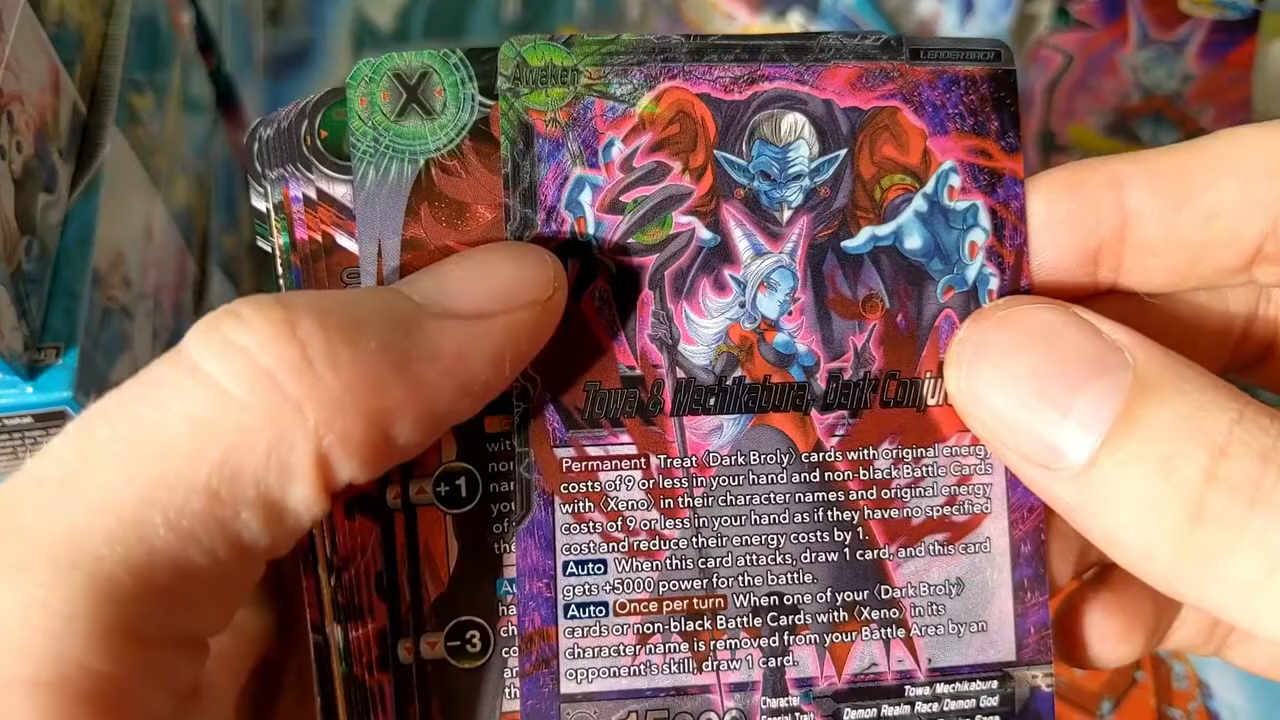 X
Awaken
LEADER BACK
Towa & Mechikabura, Dark
Permanent Treat 〈Dark Broly〉 cards with original energy
costs of 9 or less in your hand and non-black Battle Cards
with 〈Xeno〉 in their character names and original energy
costs of 9 or less in your hand as if they have no specified
cost and reduce their energy costs by 1.
Auto When this card attacks, draw 1 card, and this card
gets +5000 power for the battle.
Auto Once per turn When one of your 〈Dark Broly〉
cards or non-black Battle Cards with 〈Xeno〉 in its
character name is removed from your Battle Area by an
opponent's skill, draw 1 card.
Character Towa/Mechikabura
Special Trait Demon Realm Race/Demon God
+1
-3